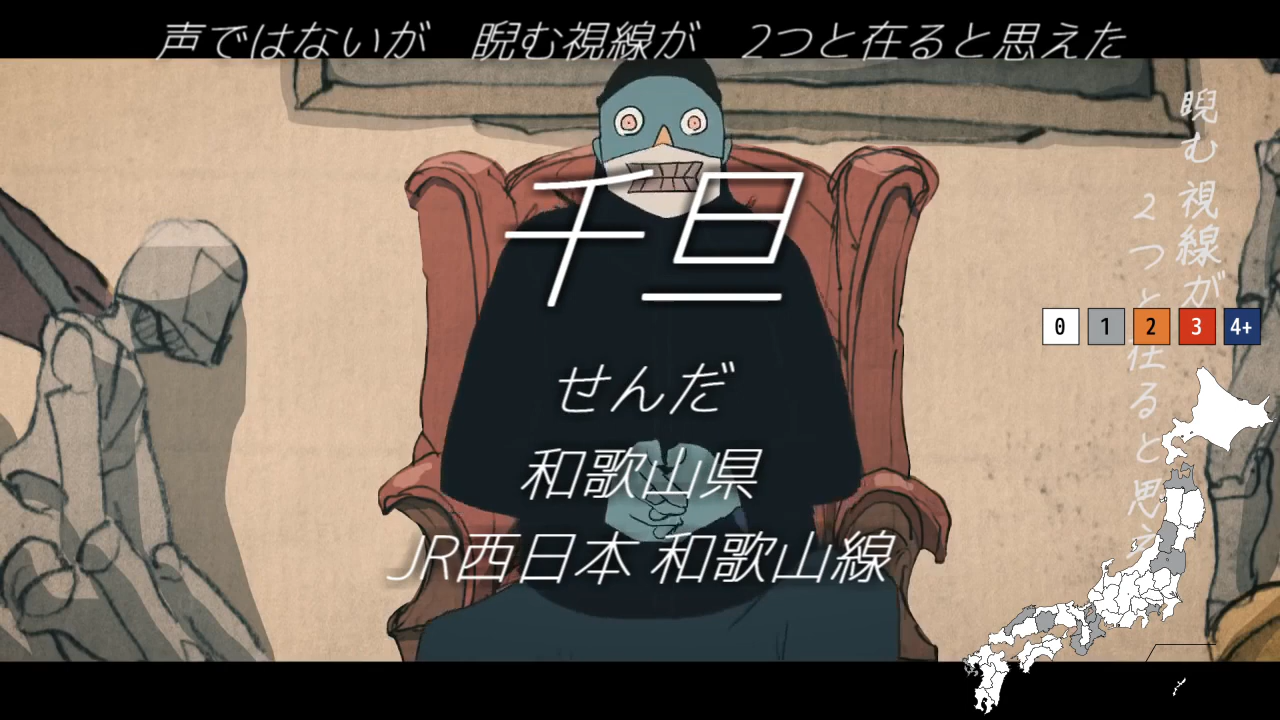 声ではないが　睨む視線が　2つと在ると思えた
睨む 視線が
2つと在ると思え
千旦
せんだ
和歌山県
JR西日本 和歌山線
0 1 2 3 4+